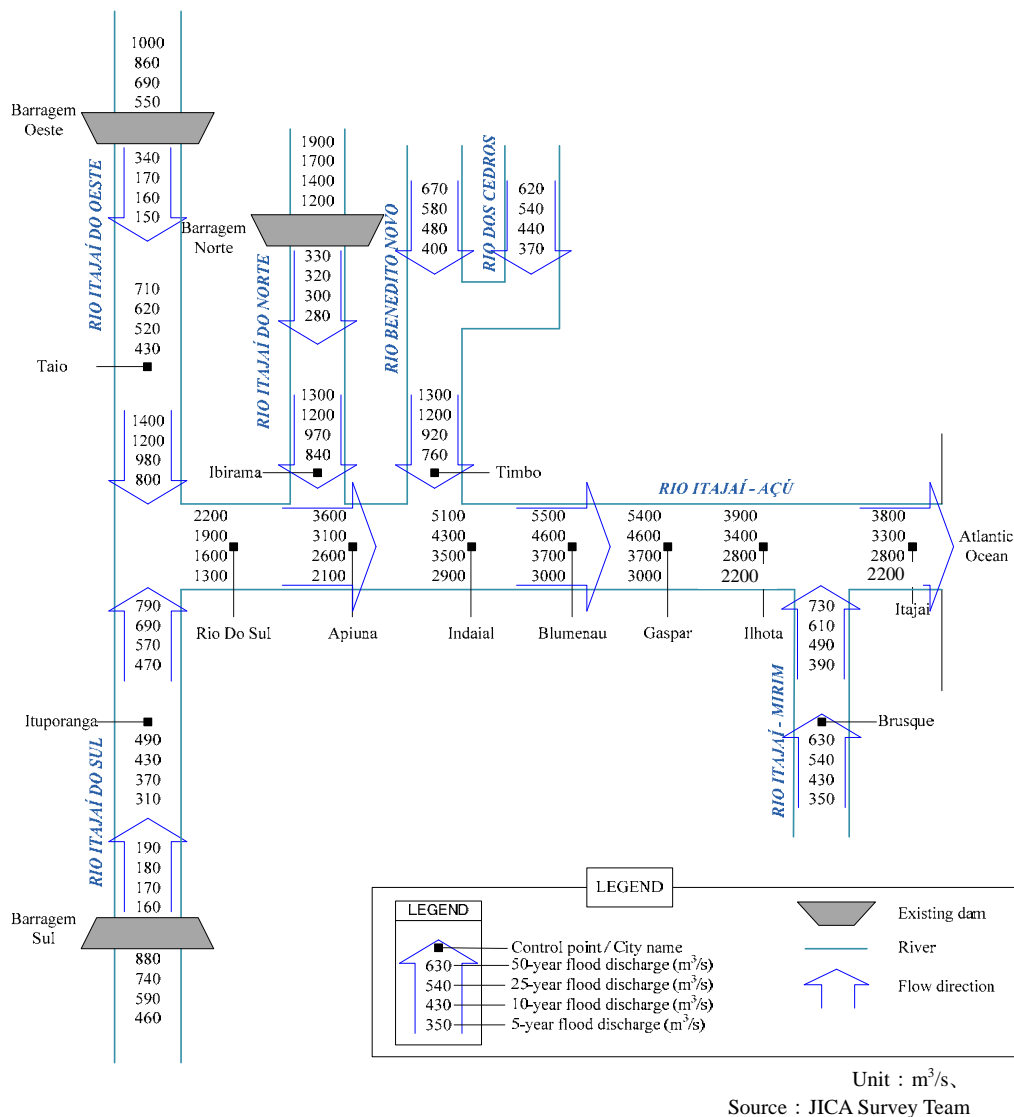 1000
860
690
550
Barragem
Oeste
340
170
160
150
RIO ITAJAÍ DO OESTE
710
620
520
430
Taio
1400
1200
980
800
1900
1700
1400
1200
Barragem
Norte
330
320
300
280
RIO ITAJAÍ DO NORTE
1300
1200
970
840
Ibirama
RIO BENEDITO NOVO
670
580
480
400
RIO DOS CEDROS
620
540
440
370
1300
1200
920
760
Timbo
RIO ITAJAÍ - AÇÚ
2200
1900
1600
1300
Rio Do Sul
3600
3100
2600
2100
Apiuna
5100
4300
3500
2900
Indaial
5500
4600
3700
3000
Blumenau
5400
4600
3700
3000
Gaspar
3900
3400
2800
2200
Ilhota
3800
3300
2800
2200
Itajai
Atlantic
Ocean
790
690
570
470
Ituporanga
490
430
370
310
RIO ITAJAÍ DO SUL
190
180
170
160
Barragem
Sul
880
740
590
460
730
610
490
390
RIO ITAJAÍ - MIRIM
Brusque
630
540
430
350
LEGEND
LEGEND
Control point / City name
630 50-year flood discharge (m³/s)
540 25-year flood discharge (m³/s)
430 10-year flood discharge (m³/s)
350 5-year flood discharge (m³/s)
Existing dam
River
Flow direction
Unit : m³/s、
Source : JICA Survey Team